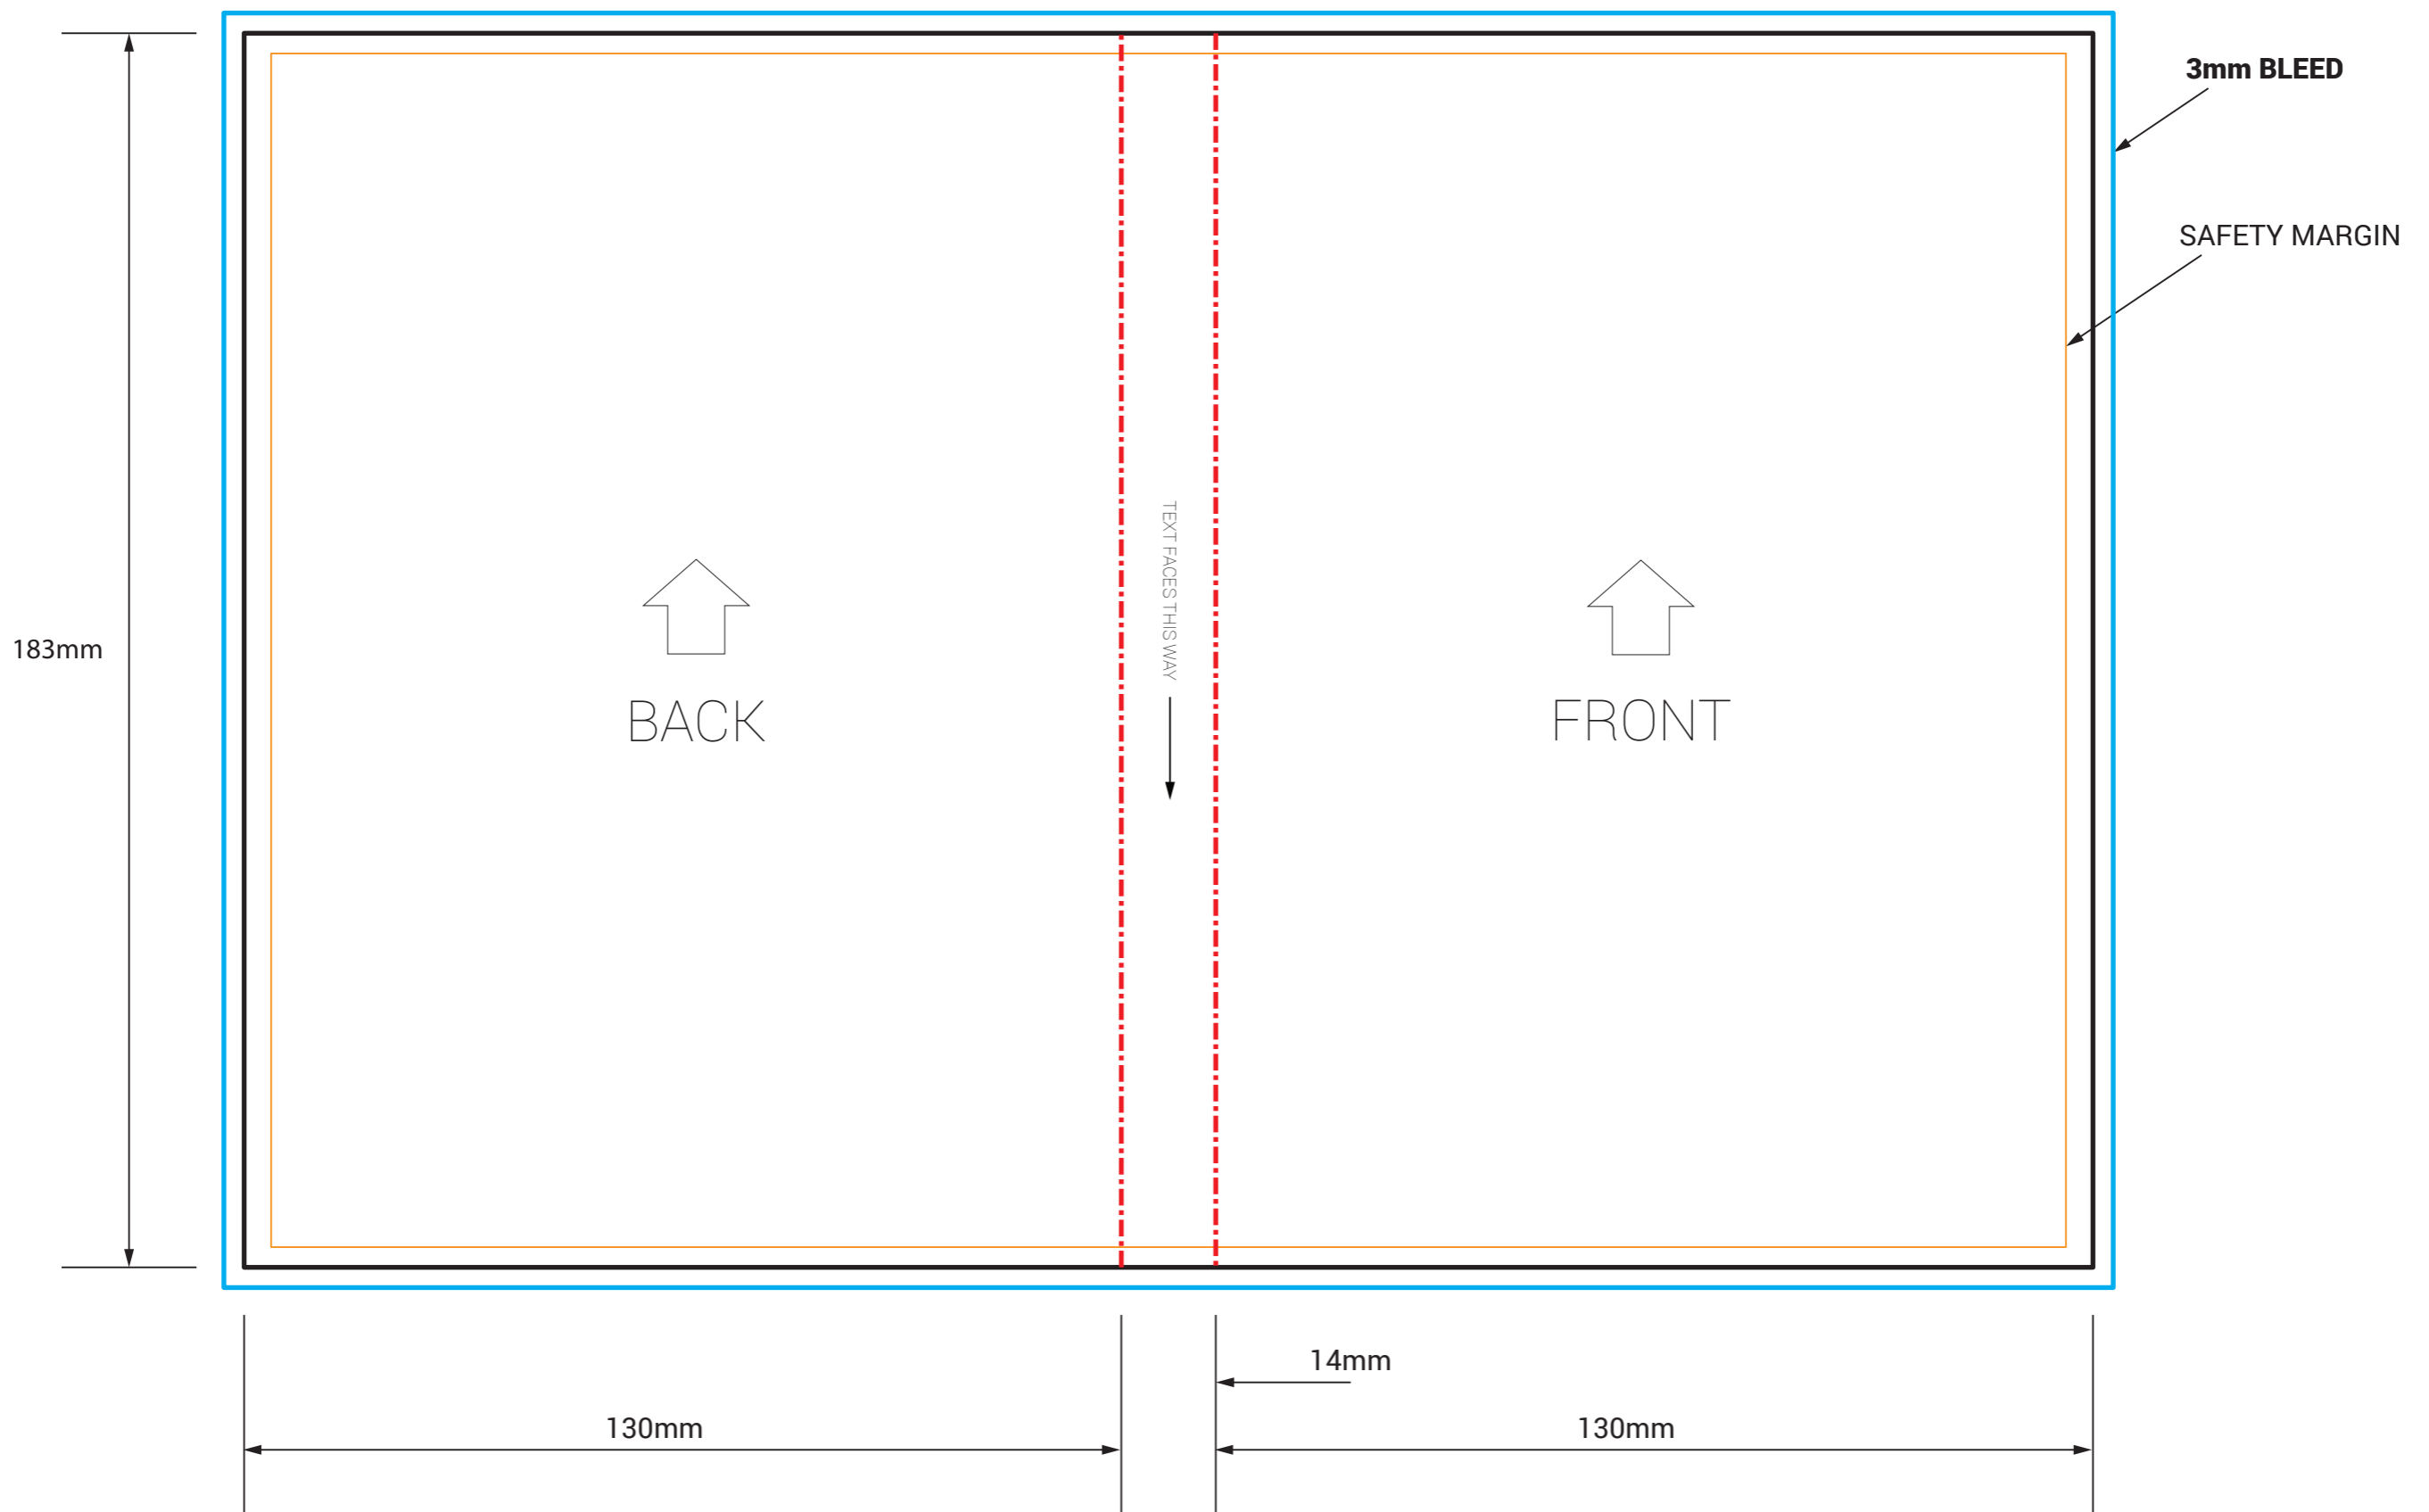 3mm BLEED
SAFETY MARGIN
TEXT FACES THIS WAY
183mm
BACK
FRONT
14mm
130mm
130mm